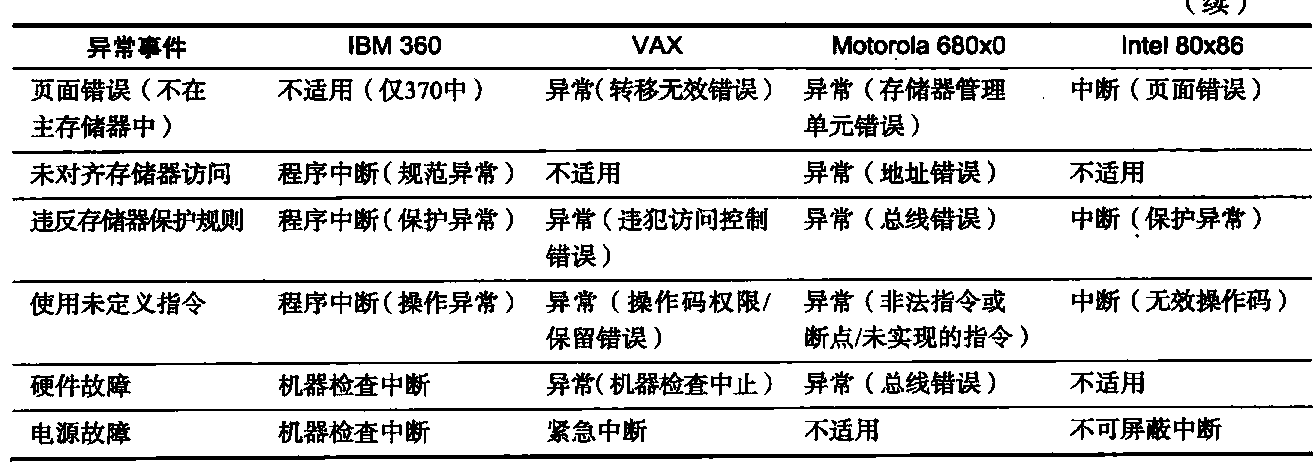 （续）
异常事件 IBM 360 VAX Motorola 680x0 Intel 80x86
页面错误（不在 不适用（仅370中） 异常（转移无效错误） 异常（存储器管理 中断（页面错误）
主存储器中） 单元错误）
未对齐存储器访问 程序中断（规范异常） 不适用 异常（地址错误） 不适用
违反存储器保护规则 程序中断（保护异常） 异常（违犯访问控制 异常（总线错误） 中断（保护异常）
错误）
使用未定义指令 程序中断（操作异常） 异常（操作码权限/ 异常（非法指令或 中断（无效操作码）
保留错误） 断点/未实现的指令）
硬件故障 机器检查中断 异常（机器检查中止） 异常（总线错误） 不适用
电源故障 机器检查中断 紧急中断 不适用 不可屏蔽中断